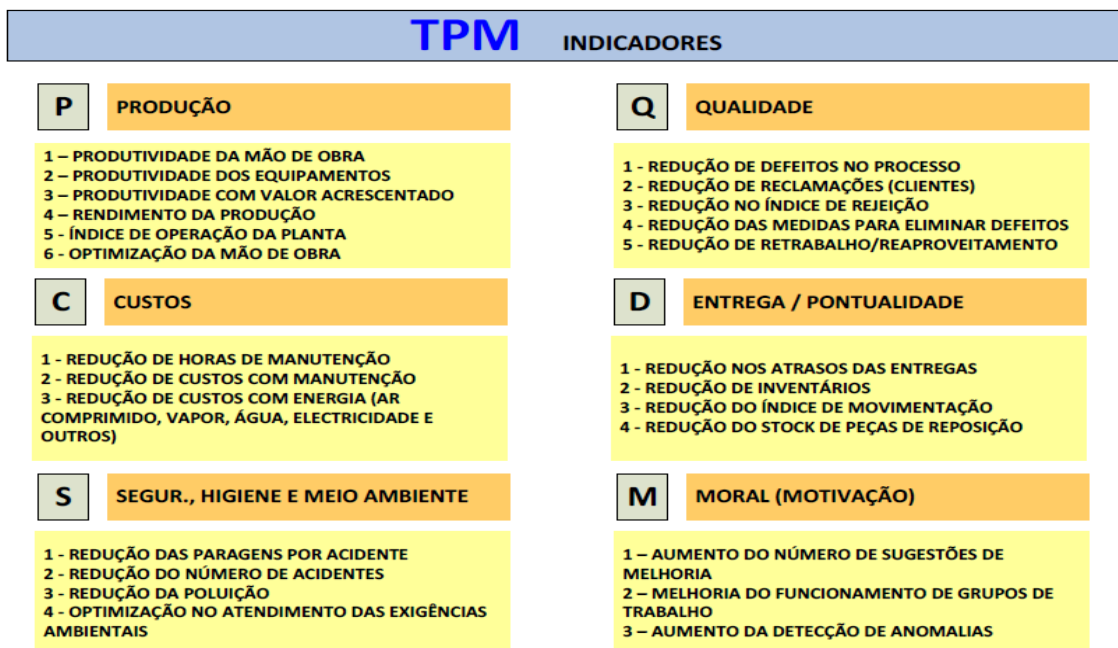 TPM INDICADORES
P PRODUÇÃO
1 – PRODUTIVIDADE DA MÃO DE OBRA
2 – PRODUTIVIDADE DOS EQUIPAMENTOS
3 – PRODUTIVIDADE COM VALOR ACRESCENTADO
4 – RENDIMENTO DA PRODUÇÃO
5 - ÍNDICE DE OPERAÇÃO DA PLANTA
6 - OPTIMIZAÇÃO DA MÃO DE OBRA
Q QUALIDADE
1 - REDUÇÃO DE DEFEITOS NO PROCESSO
2 - REDUÇÃO DE RECLAMAÇÕES (CLIENTES)
3 - REDUÇÃO NO ÍNDICE DE REJEIÇÃO
4 - REDUÇÃO DAS MEDIDAS PARA ELIMINAR DEFEITOS
5 - REDUÇÃO DE RETRABALHO/REAPROVEITAMENTO
C CUSTOS
1 - REDUÇÃO DE HORAS DE MANUTENÇÃO
2 - REDUÇÃO DE CUSTOS COM MANUTENÇÃO
3 - REDUÇÃO DE CUSTOS COM ENERGIA (AR
COMPRIMIDO, VAPOR, ÁGUA, ELECTRICIDADE E
OUTROS)
D ENTREGA / PONTUALIDADE
1 - REDUÇÃO NOS ATRASOS DAS ENTREGAS
2 - REDUÇÃO DE INVENTÁRIOS
3 - REDUÇÃO DO ÍNDICE DE MOVIMENTAÇÃO
4 - REDUÇÃO DO STOCK DE PEÇAS DE REPOSIÇÃO
S SEGUR., HIGIENE E MEIO AMBIENTE
1 - REDUÇÃO DAS PARAGENS POR ACIDENTE
2 - REDUÇÃO DO NÚMERO DE ACIDENTES
3 - REDUÇÃO DA POLUIÇÃO
4 - OPTIMIZAÇÃO NO ATENDIMENTO DAS EXIGÊNCIAS
AMBIENTAIS
M MORAL (MOTIVAÇÃO)
1 – AUMENTO DO NÚMERO DE SUGESTÕES DE
MELHORIA
2 – MELHORIA DO FUNCIONAMENTO DE GRUPOS DE
TRABALHO
3 – AUMENTO DA DETECÇÃO DE ANOMALIAS